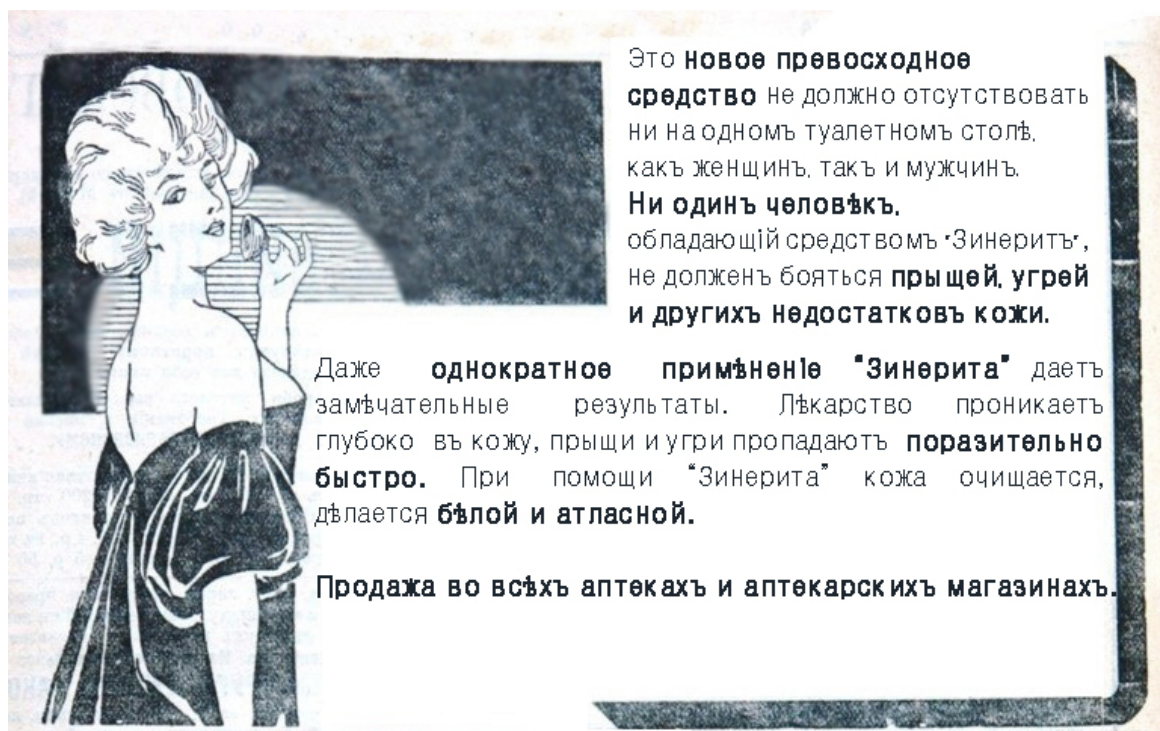 Это новое превосходное
средство не должно отсутствовать
ни на одномъ туалетномъ столѣ,
какъ женщинъ, такъ и мужчинъ.
Ни одинъ человѣкъ,
обладающій средствомъ "Зинеритъ",
не долженъ бояться прыщей, угрей
и другихъ недостатковъ кожи.
Даже однократное примѣненіе "Зинерита" даетъ
замѣчательные результаты. Лѣкарство проникаетъ
глубоко въ кожу, прыщи и угри пропадаютъ поразительно
быстро. При помощи "Зинерита" кожа очищается,
дѣлается бѣлой и атласной.
Продажа во всѣхъ аптекахъ и аптекарскихъ магазинахъ.